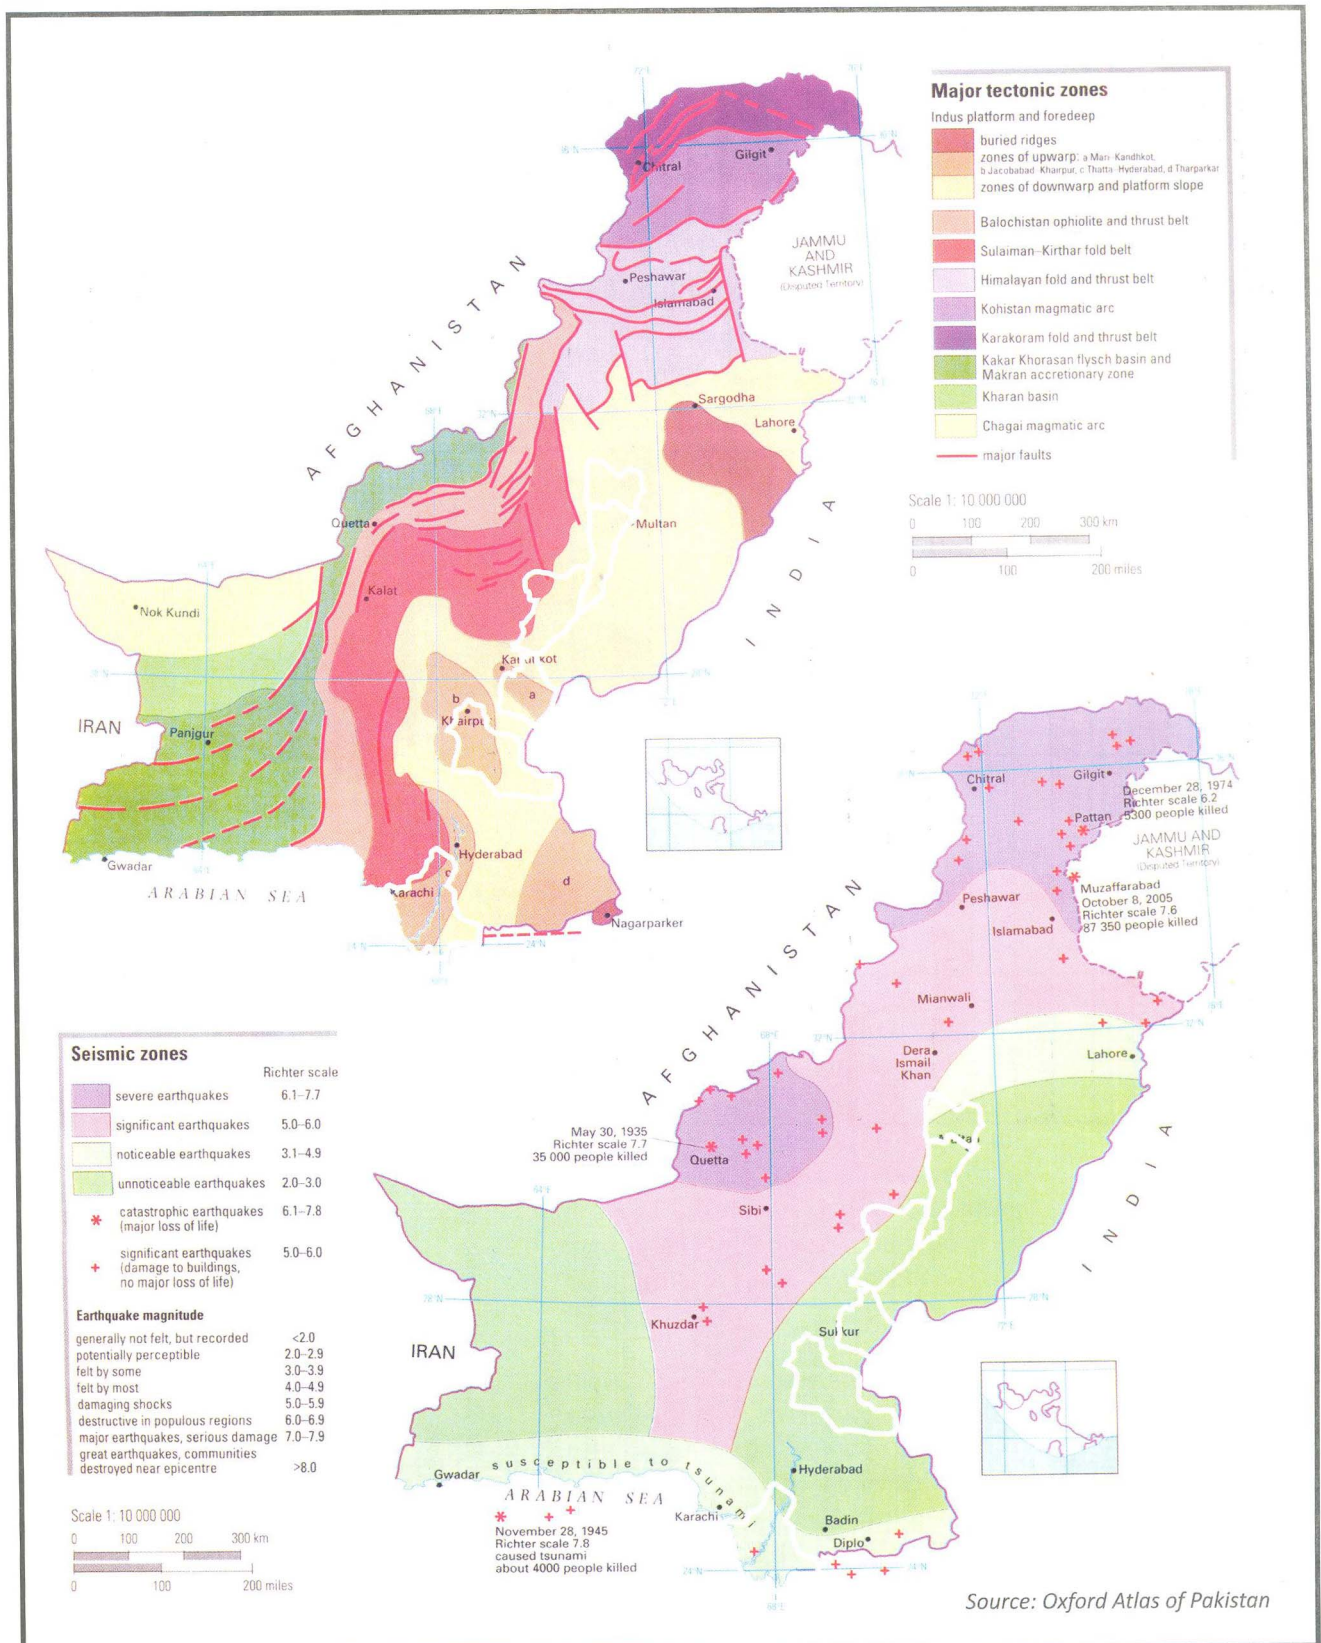 Major tectonic zones
Indus platform and foredeep
buried ridges
zones of upwarp: a Mari-Kandhkot,
b Jacobabad-Khairpur, c Thatta-Hyderabad, d Tharparkar
zones of downwarp and platform slope
Balochistan ophiolite and thrust belt
Sulaiman–Kirthar fold belt
Himalayan fold and thrust belt
Kohistan magmatic arc
Karakoram fold and thrust belt
Kakar Khorasan flysch basin and
Makran accretionary zone
Kharan basin
Chagai magmatic arc
major faults
Scale 1: 10 000 000
0 100 200 300 km
0 100 200 miles
Chitral
Gilgit
JAMMU
AND
KASHMIR
(Disputed Territory)
Peshawar
Islamabad
AFGHANISTAN
Sargodha
Lahore
Quetta
Multan
INDIA
Kalat
Nok Kundi
b
a
IRAN
Panjgur
Hyderabad
c
d
Gwadar
Karachi
ARABIAN SEA
Nagarparker
24°N
Seismic zones
Richter scale
severe earthquakes 6.1–7.7
significant earthquakes 5.0–6.0
noticeable earthquakes 3.1–4.9
unnoticeable earthquakes 2.0–3.0
catastrophic earthquakes 6.1–7.8
(major loss of life)
significant earthquakes 5.0–6.0
(damage to buildings,
no major loss of life)
Earthquake magnitude
generally not felt, but recorded <2.0
potentially perceptible 2.0–2.9
felt by some 3.0–3.9
felt by most 4.0–4.9
damaging shocks 5.0–5.9
destructive in populous regions 6.0–6.9
major earthquakes, serious damage 7.0–7.9
great earthquakes, communities
destroyed near epicentre >8.0
Scale 1: 10 000 000
0 100 200 300 km
0 100 200 miles
Chitral
Gilgit
December 28, 1974
Richter scale 6.2
5300 people killed
Pattan
JAMMU AND
KASHMIR
(Disputed Territory)
Muzaffarabad
October 8, 2005
Richter scale 7.6
87 350 people killed
Peshawar
Islamabad
AFGHANISTAN
Mianwali
Dera
Ismail
Khan
Lahore
May 30, 1935
Richter scale 7.7
35 000 people killed
Quetta
Sibi
INDIA
28°N
28°N
Khuzdar
IRAN
Gwadar
susceptible to tsunami
Hyderabad
ARABIAN SEA
Karachi
Badin
Diplo
November 28, 1945
Richter scale 7.8
caused tsunami
about 4000 people killed
24°N
24°N
Source: Oxford Atlas of Pakistan